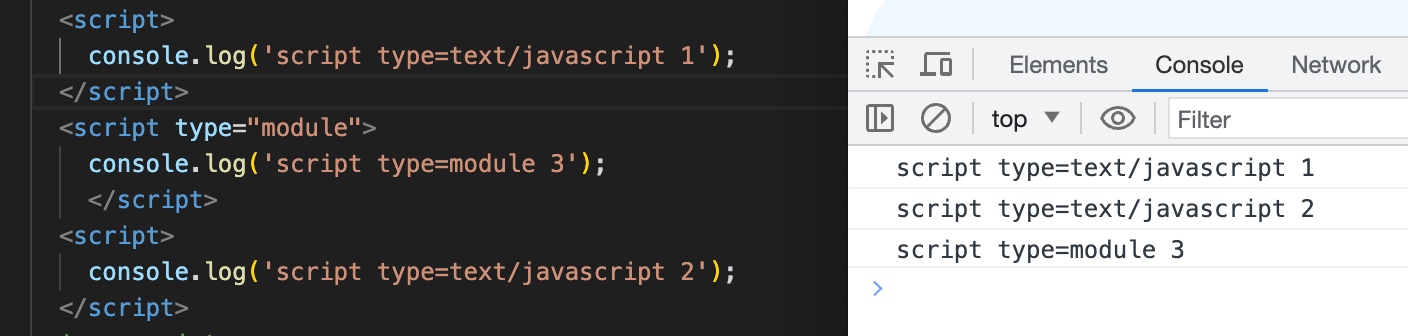 <script>
console.log('script type=text/javascript 1');
</script>
<script type="module">
console.log('script type=module 3');
</script>
<script>
console.log('script type=text/javascript 2');
</script>
Elements Console Network
top Filter
script type=text/javascript 1
script type=text/javascript 2
script type=module 3
>